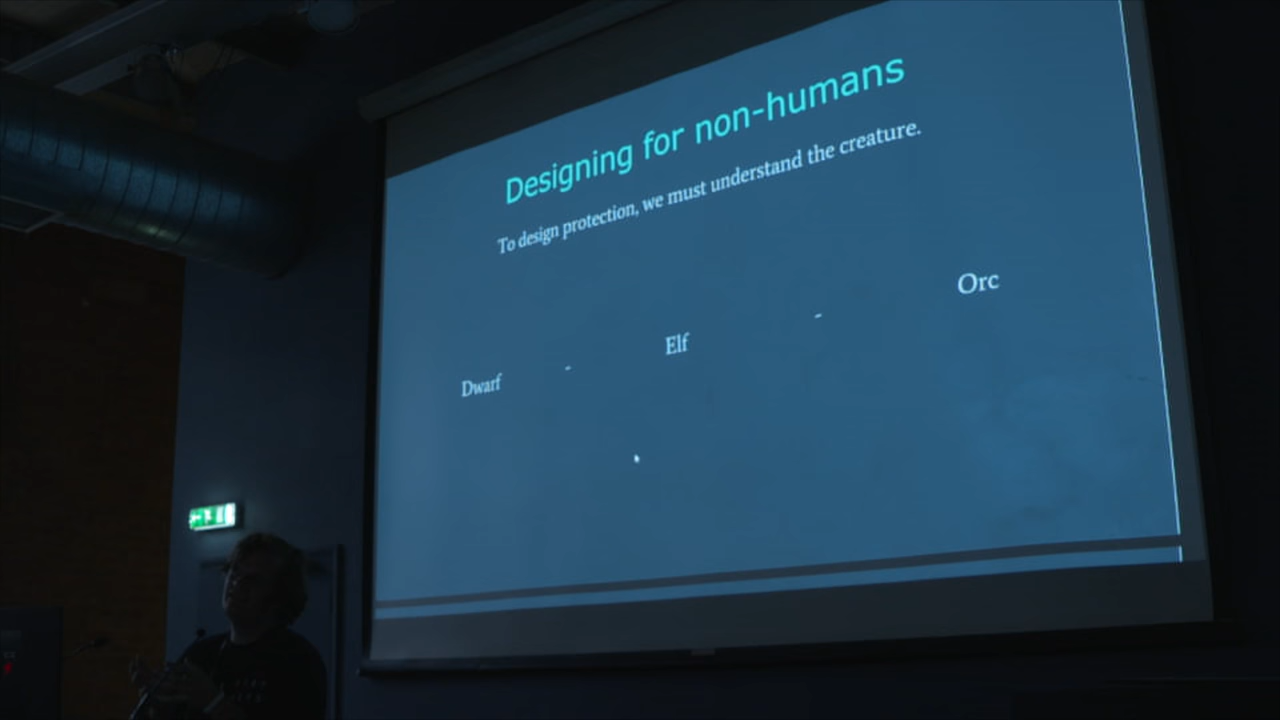 Designing for non-humans
To design protection, we must understand the creature.
Dwarf - Elf - Orc